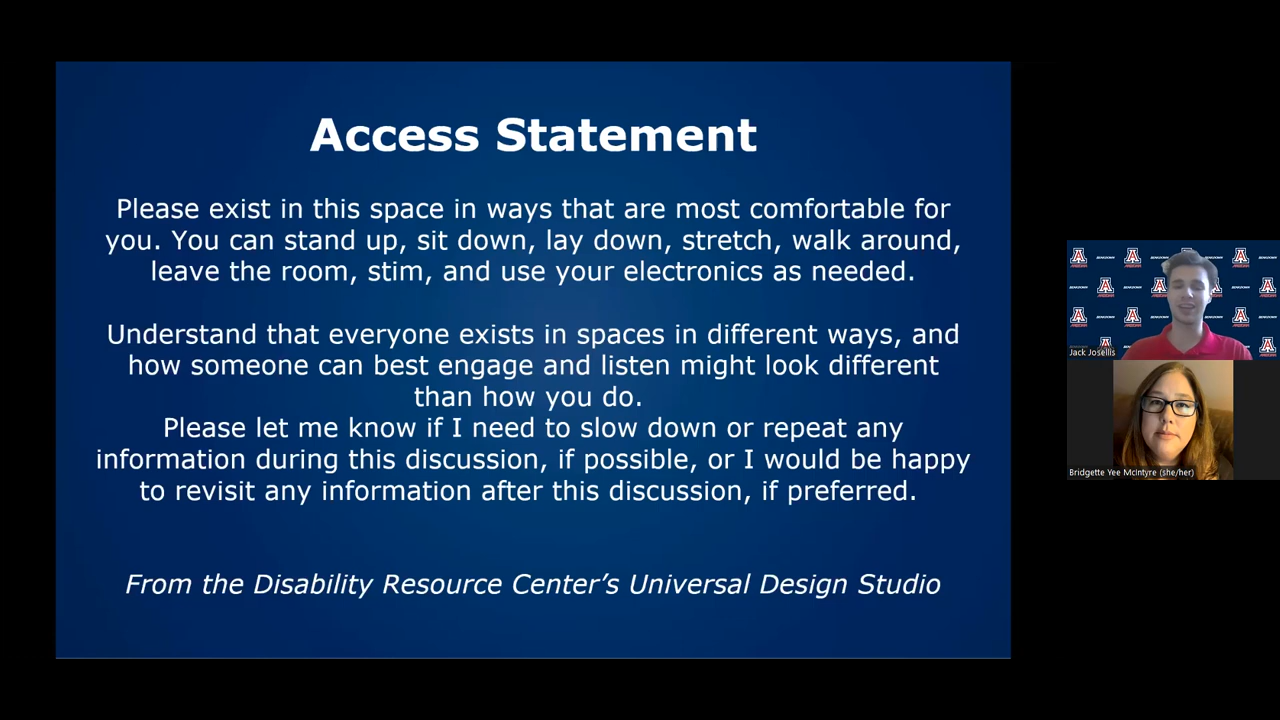 Access Statement
Please exist in this space in ways that are most comfortable for
you. You can stand up, sit down, lay down, stretch, walk around,
leave the room, stim, and use your electronics as needed.
Understand that everyone exists in spaces in different ways, and
how someone can best engage and listen might look different
than how you do.
Please let me know if I need to slow down or repeat any
information during this discussion, if possible, or I would be happy
to revisit any information after this discussion, if preferred.
From the Disability Resource Center’s Universal Design Studio
Jack Josellis
Bridgette Yee McIntyre (she/her)